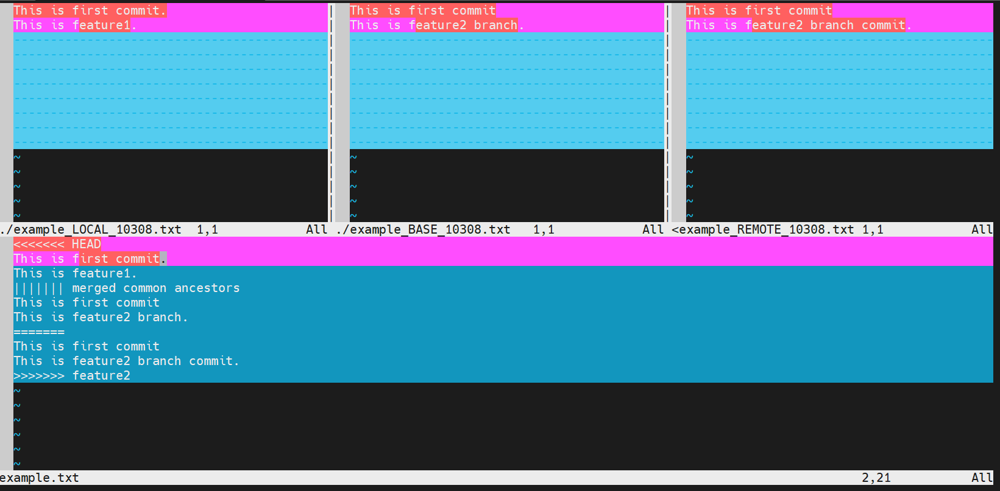 This is first commit.
This is feature1.
~
~
~
~
~
./example_LOCAL_10308.txt 1,1 All
This is first commit
This is feature2 branch.
~
~
~
~
~
./example_BASE_10308.txt 1,1 All
This is first commit
This is feature2 branch commit.
~
~
~
~
~
<example_REMOTE_10308.txt 1,1 All
<<<<<<< HEAD
This is first commit.
This is feature1.
||||||| merged common ancestors
This is first commit
This is feature2 branch.
=======
This is first commit
This is feature2 branch commit.
>>>>>>> feature2
~
~
~
~
~
~
example.txt 2,21 All